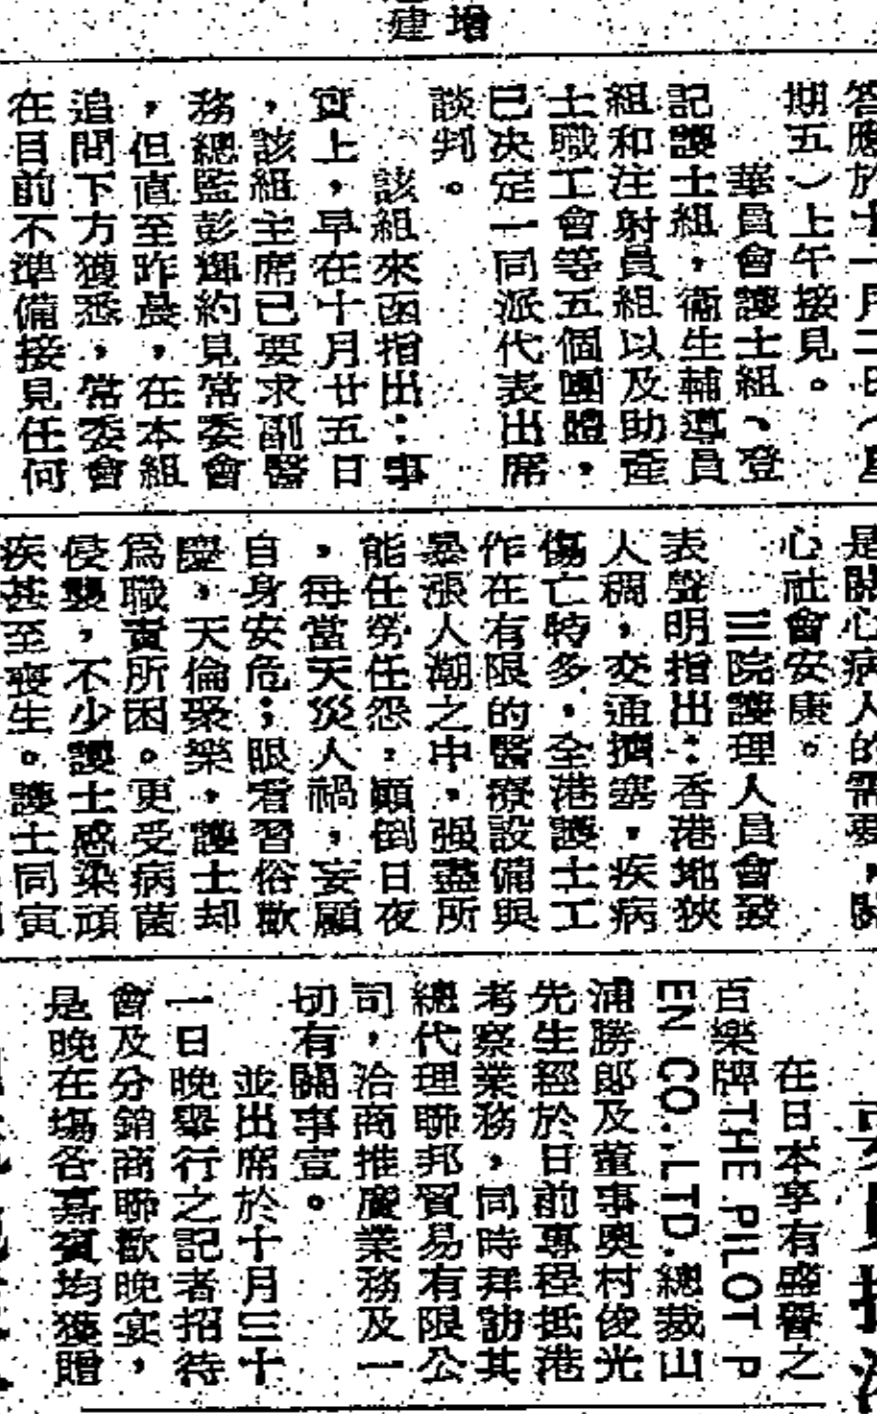 增建
答應於十一月二日(星
期五)上午接見。
華員會護士組、登
記護士組,衞生輔導員
組和注射員組以及助產
士職工會等五個團體,
已决定一同派代表出席
談判。
該組來函指出:事
實上,早在十月廿五日
,該組主席已要求副醫
務總監彭輝約見常委會
,但直至昨晨,在本組
追問下方獲悉,常委會
在目前不準備接見任何
是關心病人的需要,關
心社會安康。
III院護理人員會發
表聲明指出:香港地狹
人稠,交通擠塞,疾病
傷亡特多,全港護士工
作在有限的醫療設備與
暴漲人潮之中,强盡所
能任勞任怨,顚倒日夜
,每當天災人禍,妄顧
自身安危;眼看習俗歡
慶,天倫聚樂,護士却
爲職責所困。更受病菌
侵襲,不少護士感染頑
疾甚至喪生。護士同寅
在日本享有盛譽之
百樂牌THE PILOT P
EN CO.,LTD.總裁山
浦勝郎及董事奧村俊光
先生經於日前專程抵港
考察業務,同時拜訪其
總代理聯邦貿易有限公
司,洽商推廣業務及一
切有關事宜。
並出席於十月三十
一日晚舉行之記者招待
會及分銷商聯歡晚宴,
是晚在場各嘉賓均獲贈